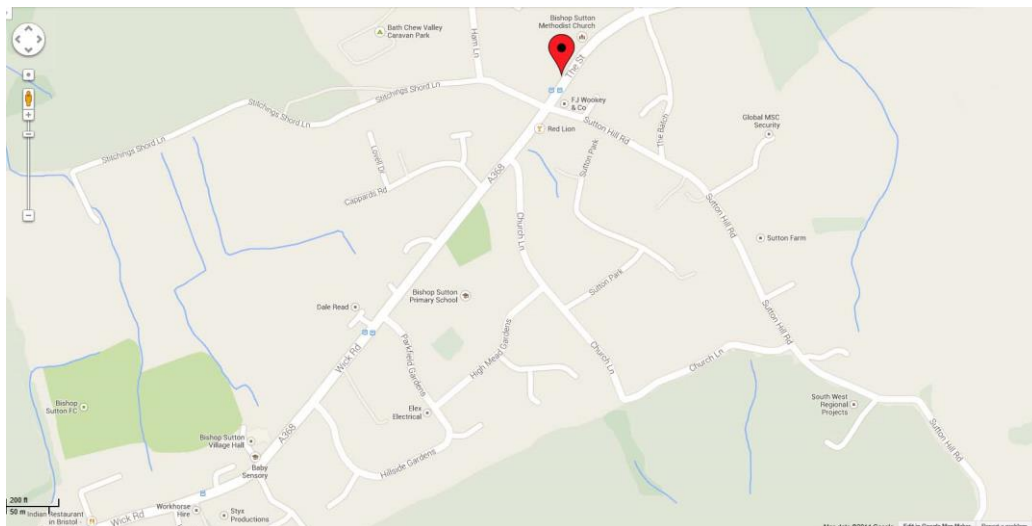 Bishop Sutton
Methodist Church
Bath Chew Valley
Caravan Park
Ham Ln
The St
Stitchings Shord Ln
Stitchings Shord Ln
Stitchings Shord Ln
FJ Woosey
& Co
Red Lion
Sutton Hill Rd
The Batch
Global MSC
Security
Lovell Dr
Cappards Rd
A368
Sutton Park
Church Ln
Sutton Hill Rd
Sutton Farm
Bishop Sutton
Primary School
Sutton Park
Dale Read
Sutton Hill Rd
Wick Rd
Parkfield Gardens
High Mead Gardens
Church Ln
Church Ln
Bishop
Sutton FC
Elex
Electrical
South West
Regional
Projects
A368
Bishop Sutton
Village Hall
Baby
Sensory
Hillside Gardens
Sutton Hill Rd
200 ft
50 m
Indian Restaurant
in Bristol -
Wick Rd
Workhorse
Hire
Styx
Productions